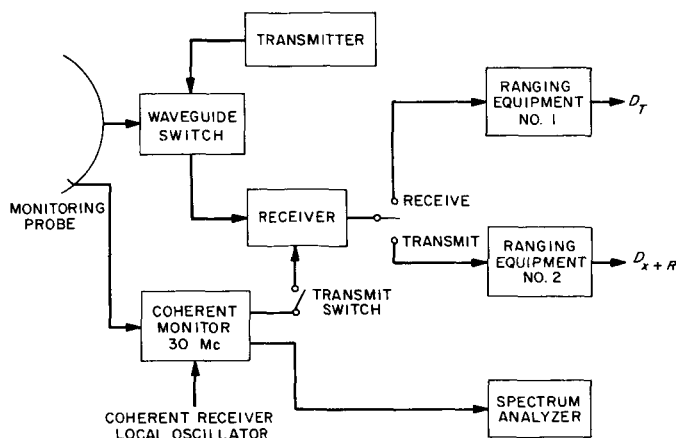 TRANSMITTER
WAVEGUIDE
SWITCH
RANGING
EQUIPMENT
NO. 1
D_T
MONITORING
PROBE
RECEIVER
RECEIVE
TRANSMIT
RANGING
EQUIPMENT
NO. 2
D_{x+R}
COHERENT
MONITOR
30 Mc
TRANSMIT
SWITCH
COHERENT RECEIVER
LOCAL OSCILLATOR
SPECTRUM
ANALYZER